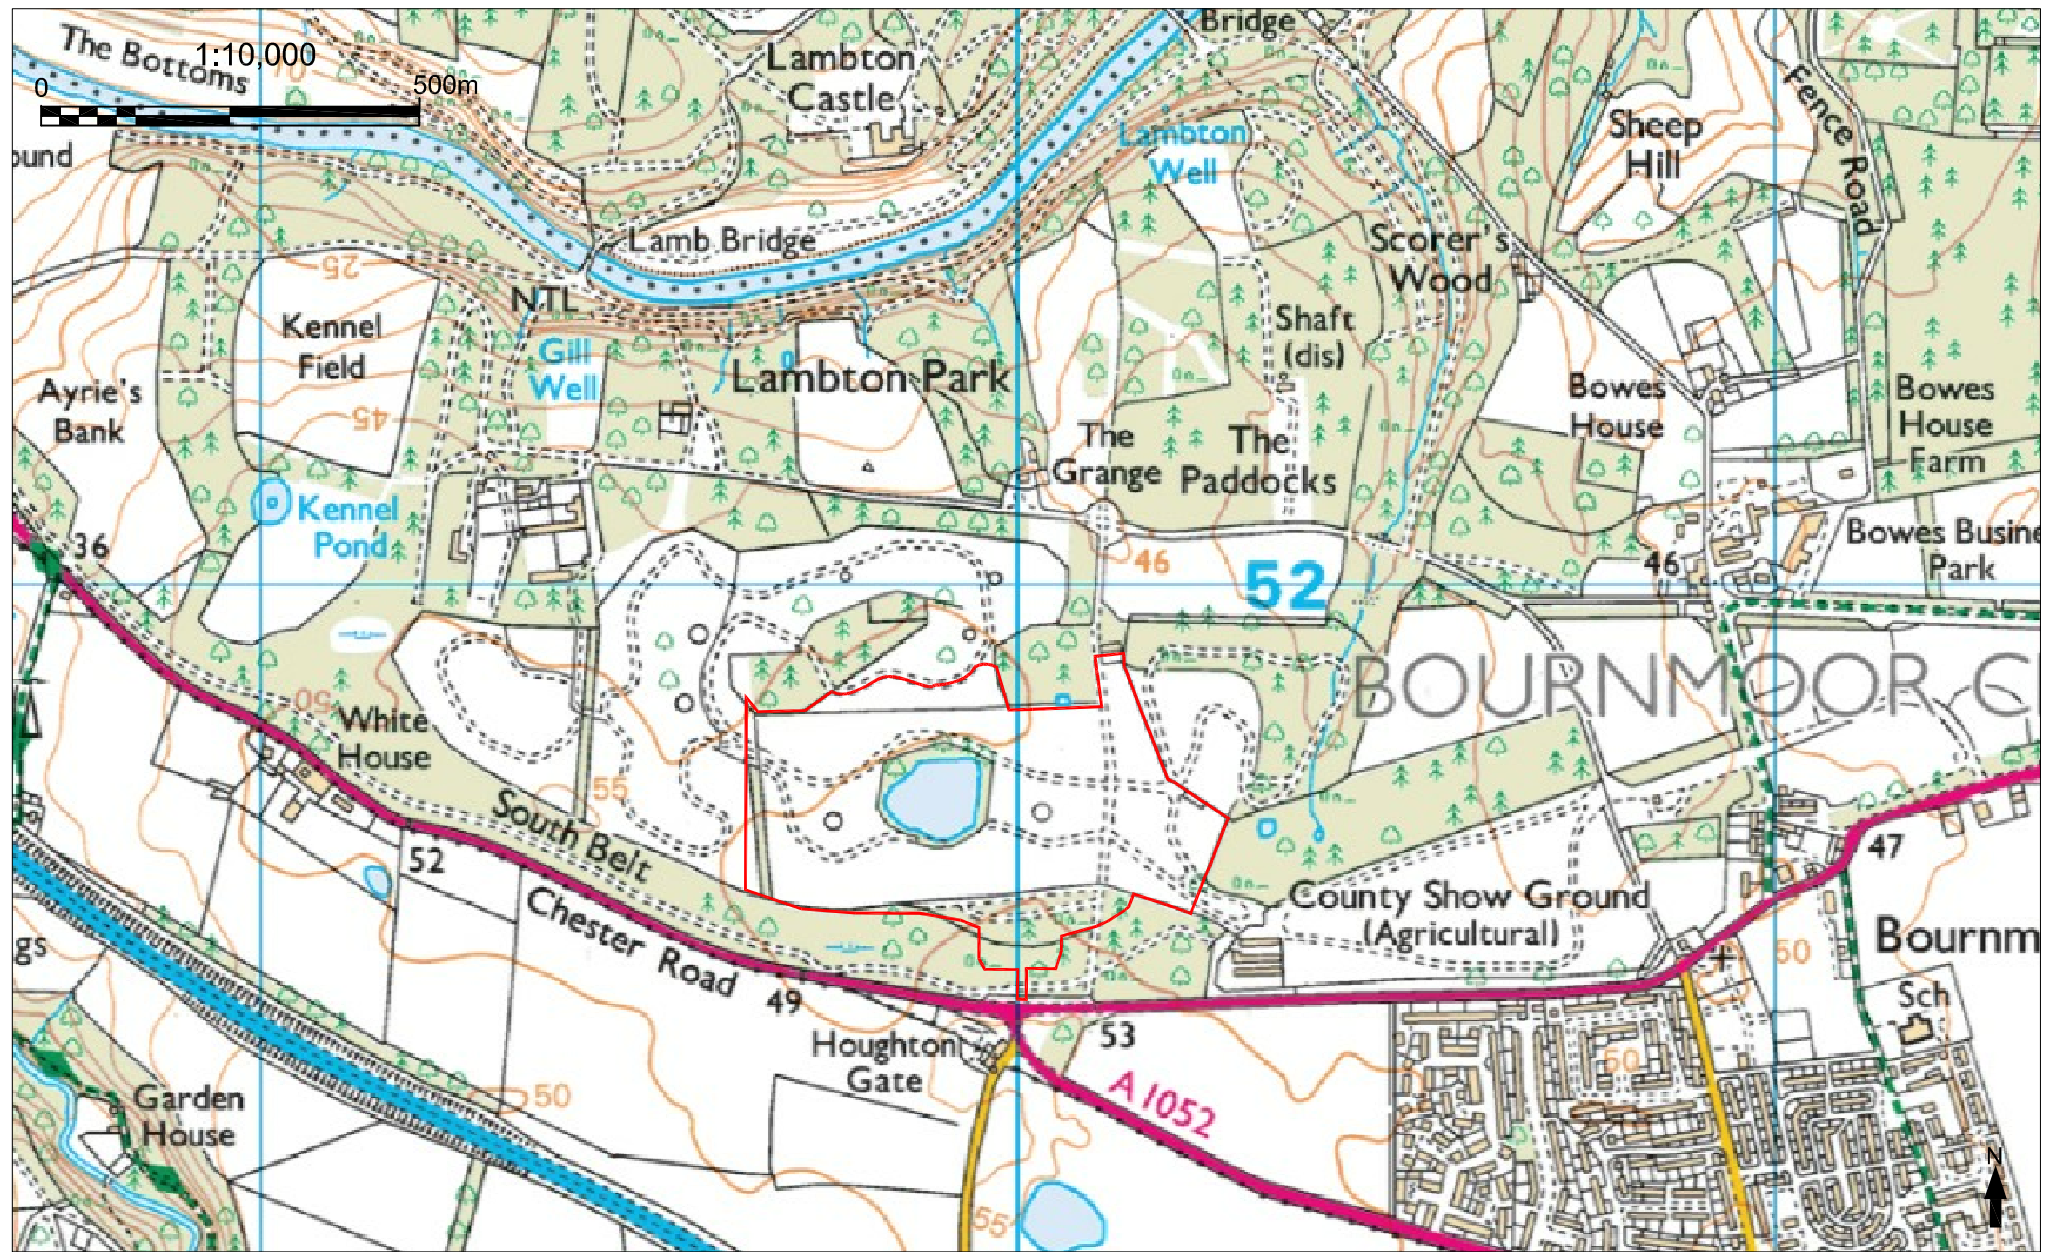 The Bottoms
1:10,000
0
500m
Lambton
Castle
Bridge
Fence Road
Sheep
Hill
Lambton
Well
ound
Lamb Bridge
Scorer's
Wood
25
NTL
Kennel
Field
Gill
Well
Lambton Park
Shaft
(dis)
Ayrie's
Bank
45
The
Grange
The
Paddocks
Bowes
House
Bowes
House
Farm
Kennel
Pond
36
46
52
46
Bowes Busine
Park
BOURNMOOR C
50
White
House
55
South Belt
52
Chester Road
49
County Show Ground
(Agricultural)
47
50
Bournm
gs
Sch
Houghton
Gate
53
A 1052
50
50
Garden
House
55
N